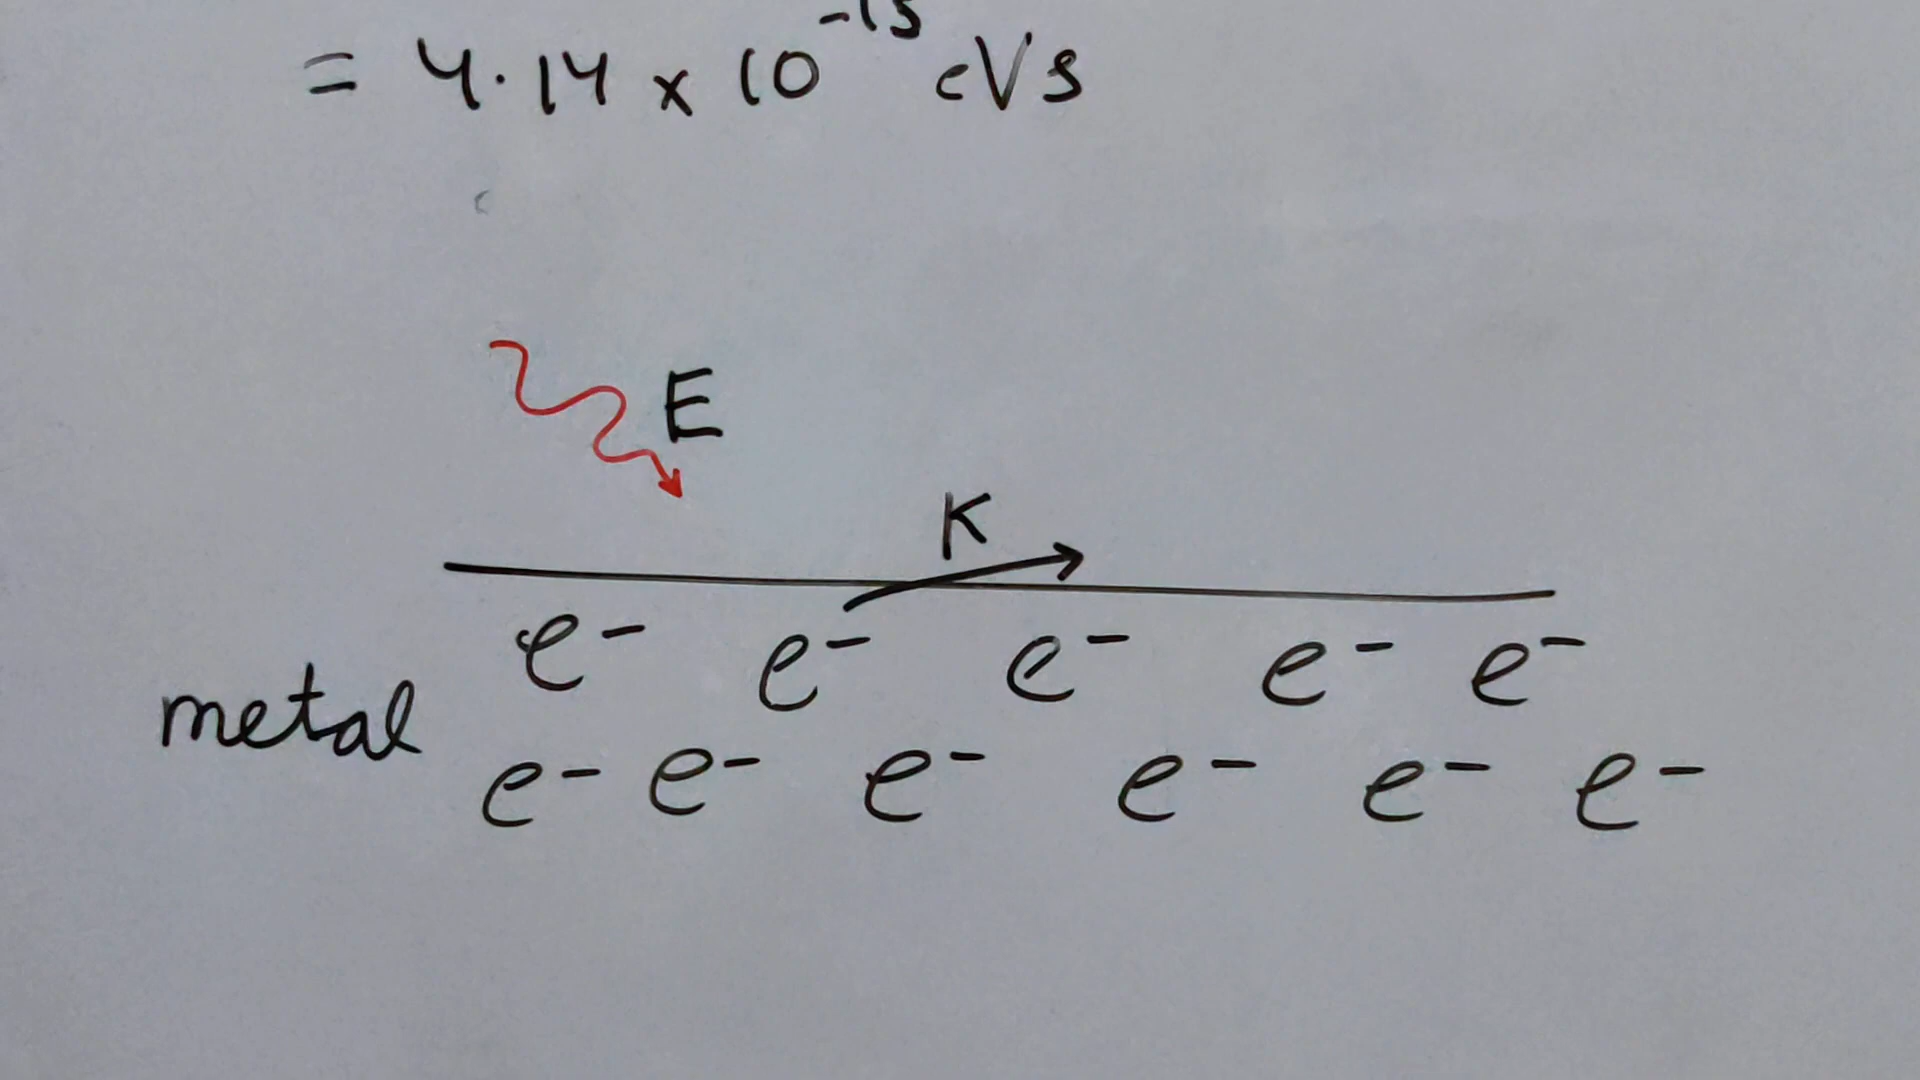 = 4.14 x 10^-15 eVs
E
K
e- e- e- e- e-
metal
e- e- e- e- e- e-